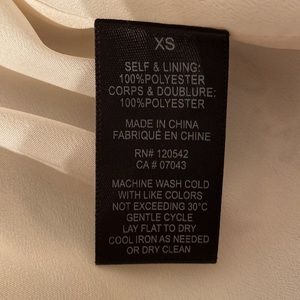 XS
SELF & LINING:
100%POLYESTER
CORPS & DOUBLURE:
100%POLYESTER
MADE IN CHINA
FABRIQUÉ EN CHINE
RN# 120542
CA # 07043
MACHINE WASH COLD
WITH LIKE COLORS
NOT EXCEEDING 30°C
GENTLE CYCLE
LAY FLAT TO DRY
COOL IRON AS NEEDED
OR DRY CLEAN